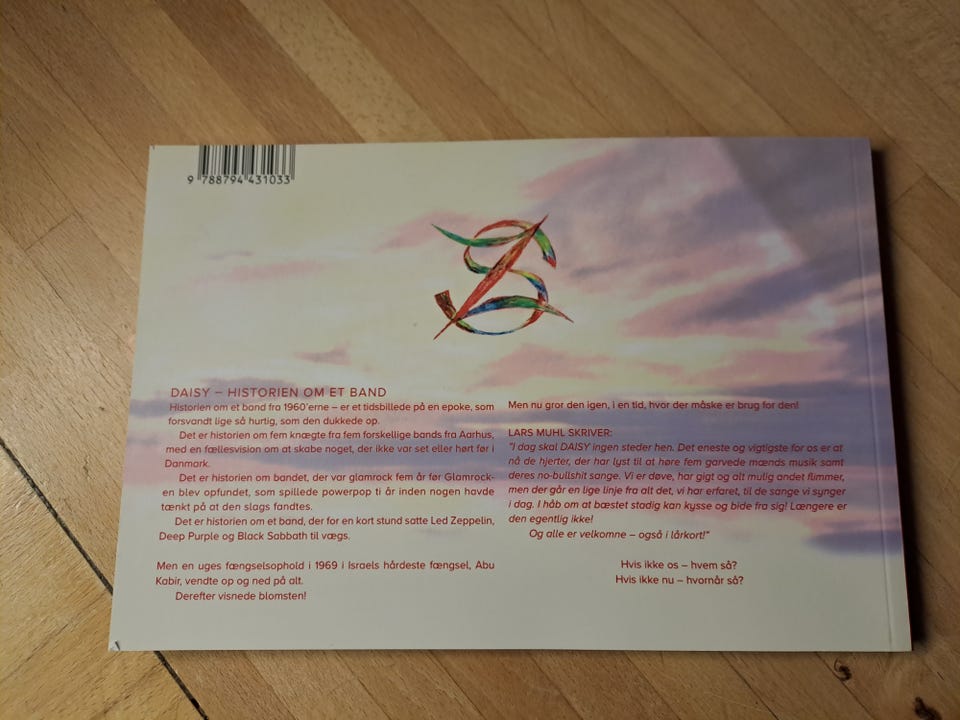 9 788794 431033
DAISY – HISTORIEN OM ET BAND
Historien om et band fra 1960'erne – er et tidsbillede på en epoke, som
forsvandt lige så hurtig, som den dukkede op.
Det er historien om fem knægte fra fem forskellige bands fra Aarhus,
med en fællesvision om at skabe noget, der ikke var set eller hørt før i
Danmark.
Det er historien om bandet, der var glamrock fem år før Glamrock-
en blev opfundet, som spillede powerpop ti år inden nogen havde
tænkt på at den slags fandtes.
Det er historien om et band, der for en kort stund satte Led Zeppelin,
Deep Purple og Black Sabbath til vægs.
Men en uges fængselsophold i 1969 i Israels hårdeste fængsel, Abu
Kabir, vendte op og ned på alt.
Derefter visnede blomsten!
Men nu gror den igen, i en tid, hvor der måske er brug for den!
LARS MUHL SKRIVER:
"I dag skal DAISY ingen steder hen. Det eneste og vigtigste for os er at
nå de hjerter, der har lyst til at høre fem garvede mænds musik samt
deres no-bullshit sange. Vi er døve, har gigt og alt mulig andet flimmer,
men der går en lige linje fra alt det, vi har erfaret, til de sange vi synger
i dag. I håb om at bæstet stadig kan kysse og bide fra sig! Længere er
den egentlig ikke!
Og alle er velkomne – også i lårkort!"
Hvis ikke os – hvem så?
Hvis ikke nu – hvornår så?